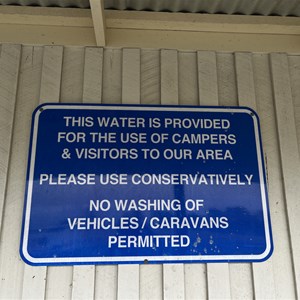 THIS WATER IS PROVIDED
FOR THE USE OF CAMPERS
& VISITORS TO OUR AREA
PLEASE USE CONSERVATIVELY
NO WASHING OF
VEHICLES / CARAVANS
PERMITTED